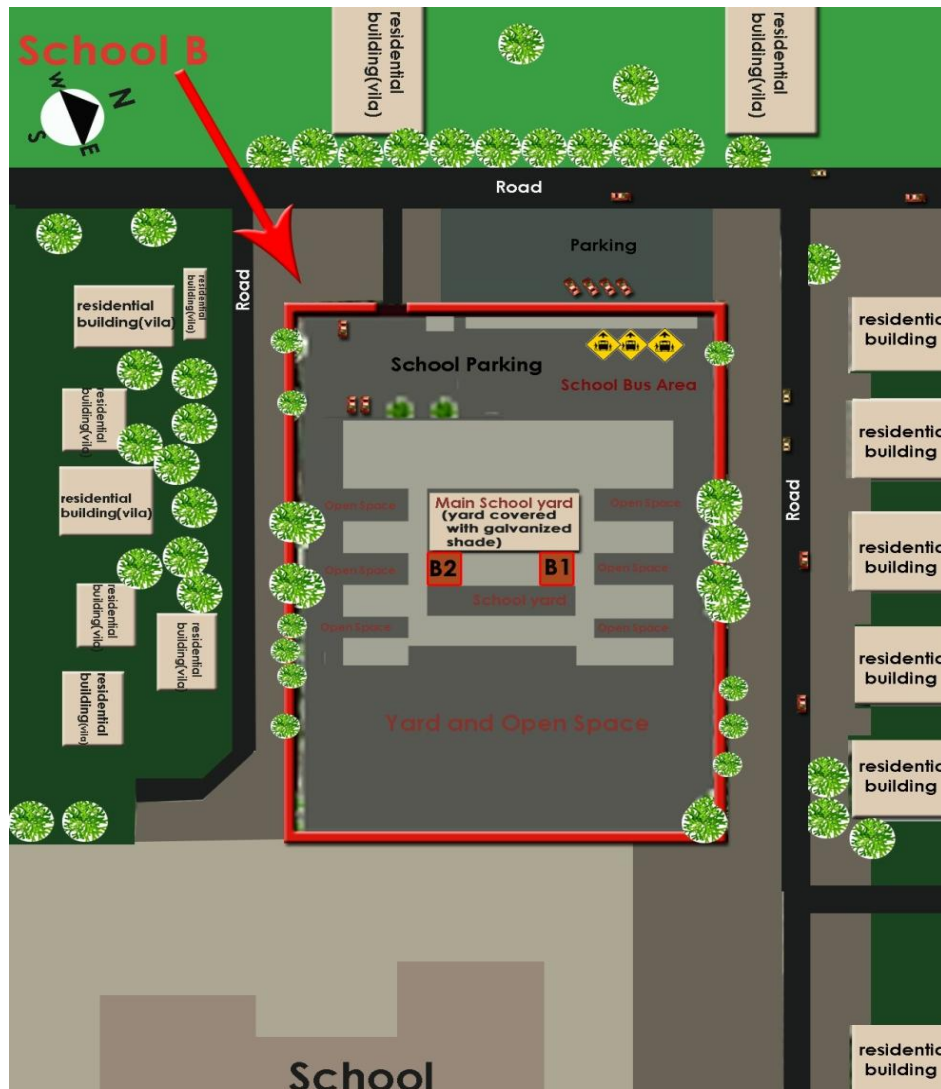 School B
N
W
S
E
residential
building(vila)
residential
building(vila)
Road
Parking
Road
residential
building(vila)
residential
building(vila)
residential
building
School Parking
School Bus Area
residential
building(vila)
residential
building
residential
building(vila)
Main School yard
(yard covered
with galvanized
shade)
Open Space
Open Space
Road
residential
building
Open Space
B2
B1
Open Space
School yard
residential
building(vila)
residential
building(vila)
Open Space
Open Space
residential
building
residential
building(vila)
Yard and Open Space
residential
building
residential
building
School